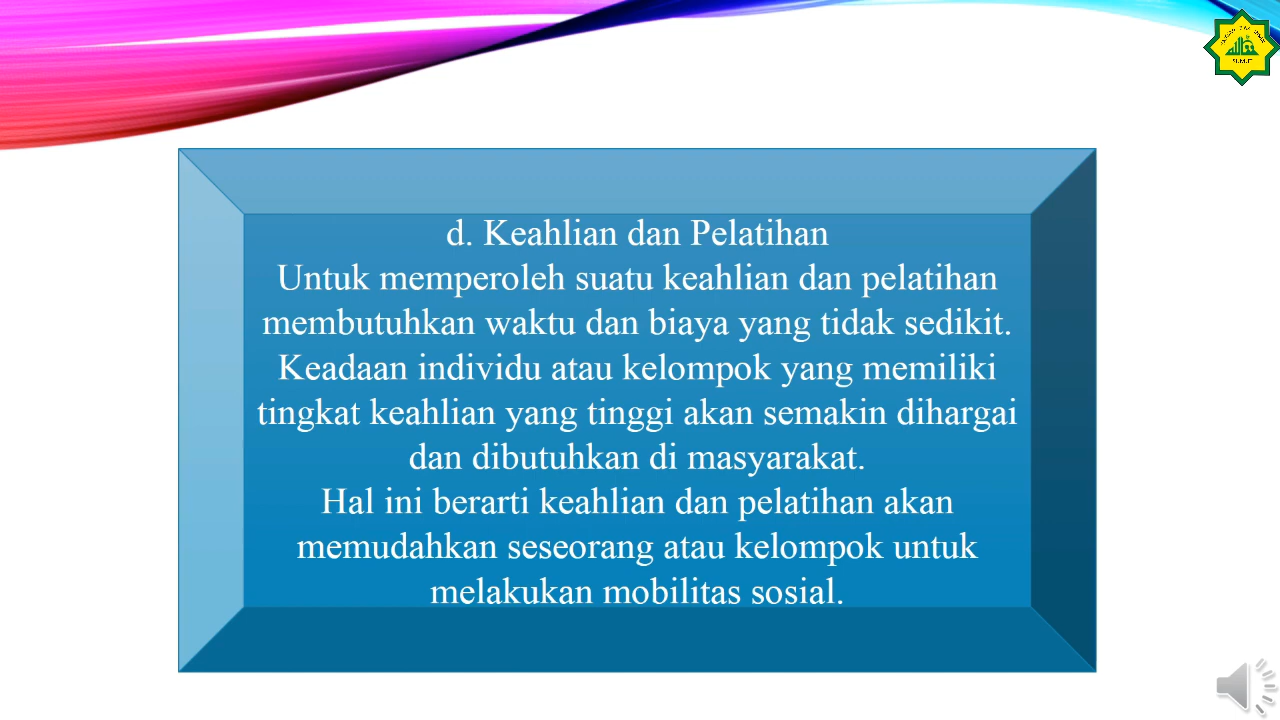 d. Keahlian dan Pelatihan
Untuk memperoleh suatu keahlian dan pelatihan
membutuhkan waktu dan biaya yang tidak sedikit.
Keadaan individu atau kelompok yang memiliki
tingkat keahlian yang tinggi akan semakin dihargai
dan dibutuhkan di masyarakat.
Hal ini berarti keahlian dan pelatihan akan
memudahkan seseorang atau kelompok untuk
melakukan mobilitas sosial.